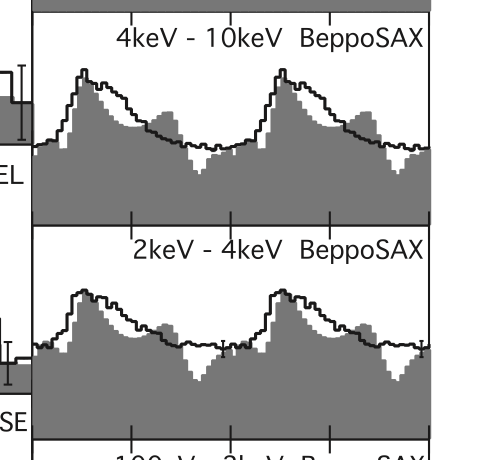 4keV - 10keV BeppoSAX
EL
2keV - 4keV BeppoSAX
SE